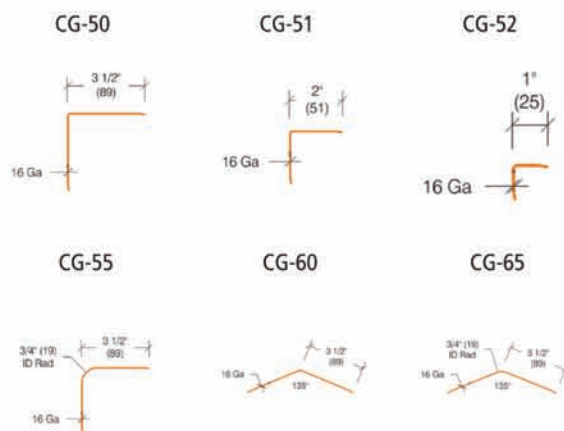 CG-50
CG-51
CG-52
3 1/2"
(89)
16 Ga
2"
(51)
16 Ga
1"
(25)
16 Ga
CG-55
CG-60
CG-65
3/4" (19)
ID Rad
3 1/2"
(89)
16 Ga
3 1/2"
(89)
16 Ga
135°
3/4" (19)
ID Rad
3 1/2"
(89)
16 Ga
135°